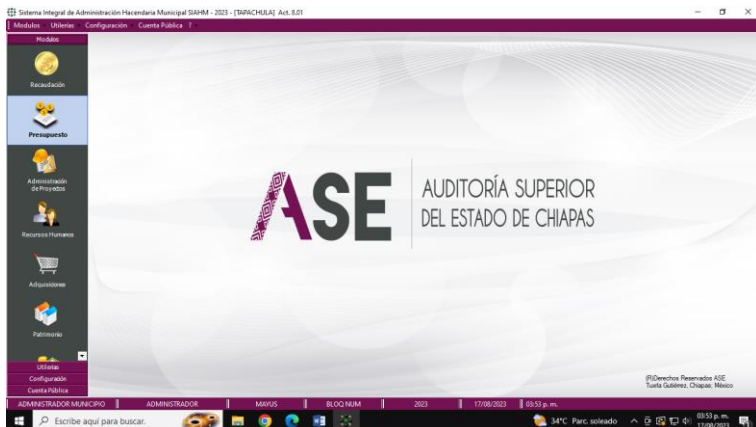 Sistema Integral de Administración Hacendaria Municipal SIAHM - 2023 - [TAPACHULA] Act. 8.01
Modulos Utilerias Configuración Cuenta Pública ?
Modulos
Recaudación
Presupuesto
Administración
de Proyectos
Recursos Humanos
Adquisiciones
Patrimonio
Utilerias
Configuración
Cuenta Pública
ASE
AUDITORÍA SUPERIOR
DEL ESTADO DE CHIAPAS
(R)Derechos Reservados ASE
Tuxtla Gutiérrez, Chiapas; México
ADMINISTRADOR MUNICIPIO ADMINISTRADOR MAYUS BLOQ NUM 2023 17/08/2023 03:53 p. m.
Escribe aquí para buscar.
34°C Parc. soleado
03:53 p. m.
17/08/2023